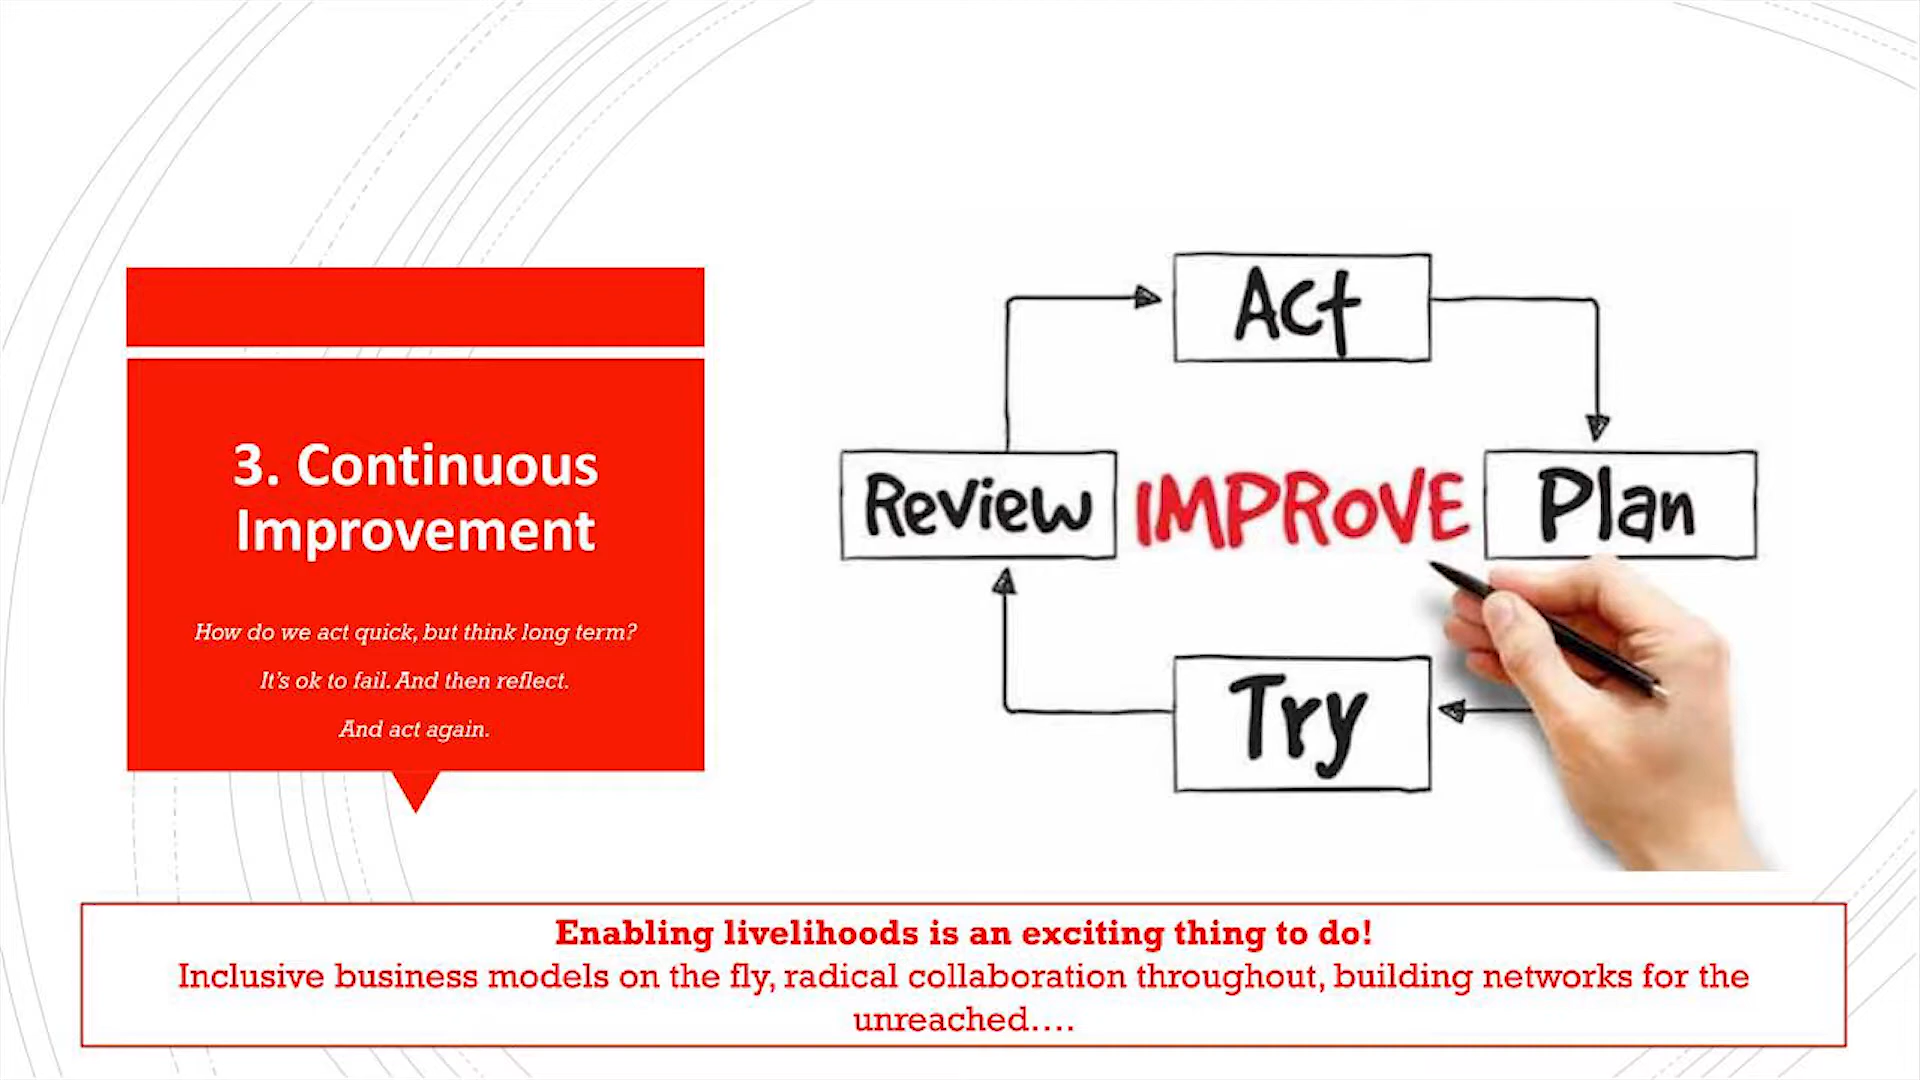 3. Continuous
Improvement
How do we act quick, but think long term?
It's ok to fail. And then reflect.
And act again.
Act
Review
IMPROVE
Plan
Try
Enabling livelihoods is an exciting thing to do!
Inclusive business models on the fly, radical collaboration throughout, building networks for the
unreached....